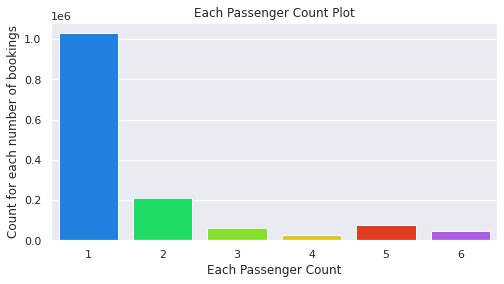 Each Passenger Count Plot
1e6
Count for each number of bookings
1.0
0.8
0.6
0.4
0.2
0.0
1 2 3 4 5 6
Each Passenger Count